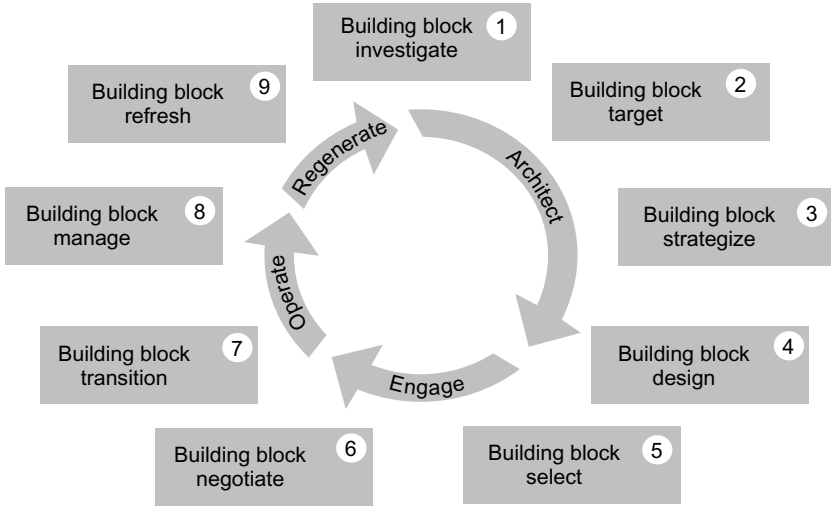 Building block 1
investigate
Building block 2
target
Building block 3
strategize
Building block 4
design
Building block 5
select
Building block 6
negotiate
Building block 7
transition
Building block 8
manage
Building block 9
refresh
Architect
Engage
Operate
Regenerate